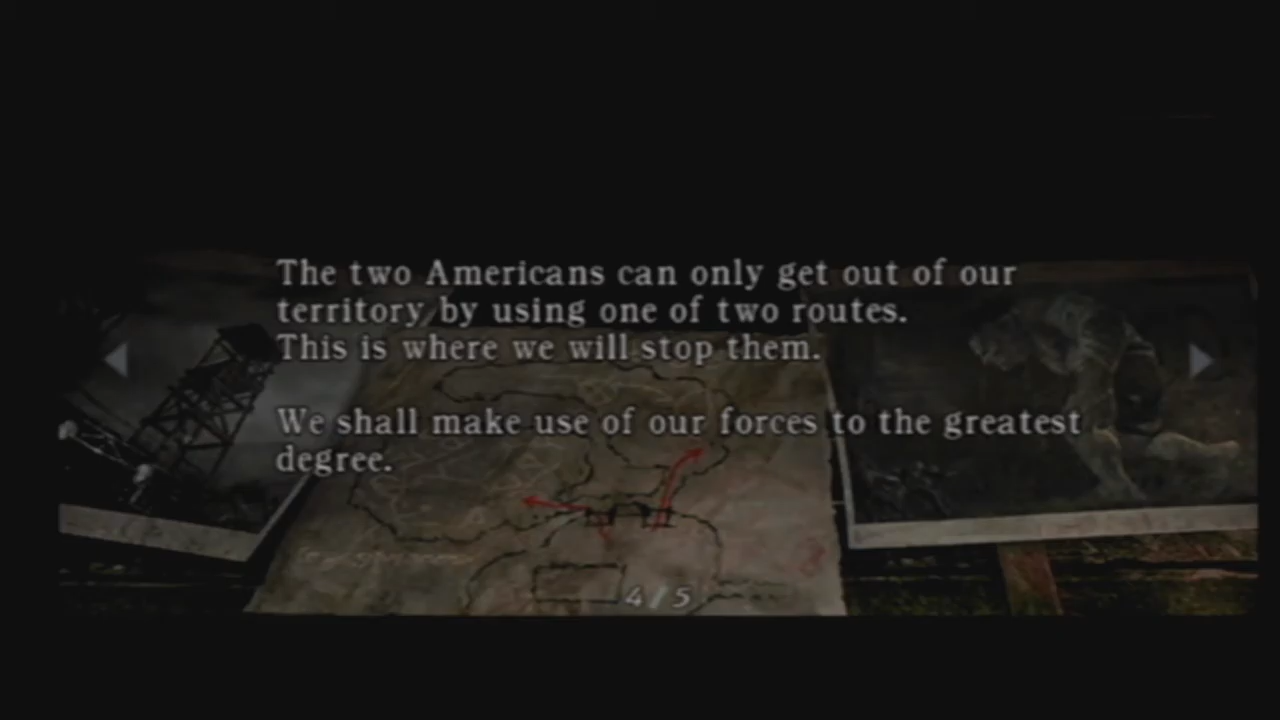 The two Americans can only get out of our
territory by using one of two routes.
This is where we will stop them.
We shall make use of our forces to the greatest
degree.
4/5